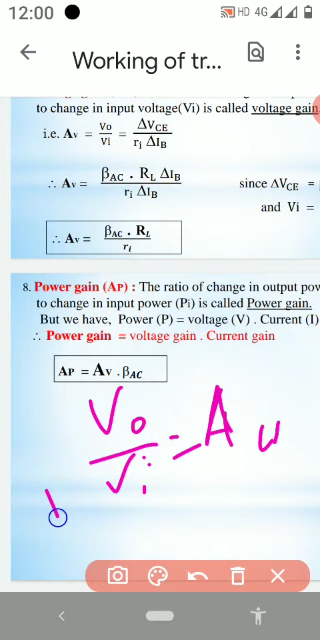 12:00 HD 4G
Working of tr...
to change in input voltage(Vi) is called voltage gain.
i.e. Av = Vo/Vi = ΔVCE / ri ΔIB
∴ Av = βAC . RL ΔIB / ri ΔIB since ΔVCE =
and Vi =
∴ Av = βAC . RL / ri
8. Power gain (AP) : The ratio of change in output pow
to change in input power (Pi) is called Power gain.
But we have, Power (P) = voltage (V) . Current (I)
∴ Power gain = voltage gain . Current gain
AP = Av . βAC
Vo/Vi = Av